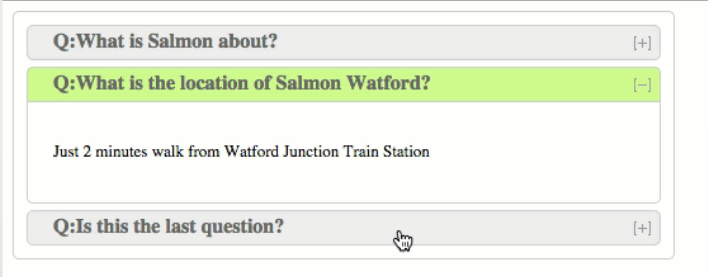 Q:What is Salmon about? [+]
Q:What is the location of Salmon Watford? [–]
Just 2 minutes walk from Watford Junction Train Station
Q:Is this the last question? [+]